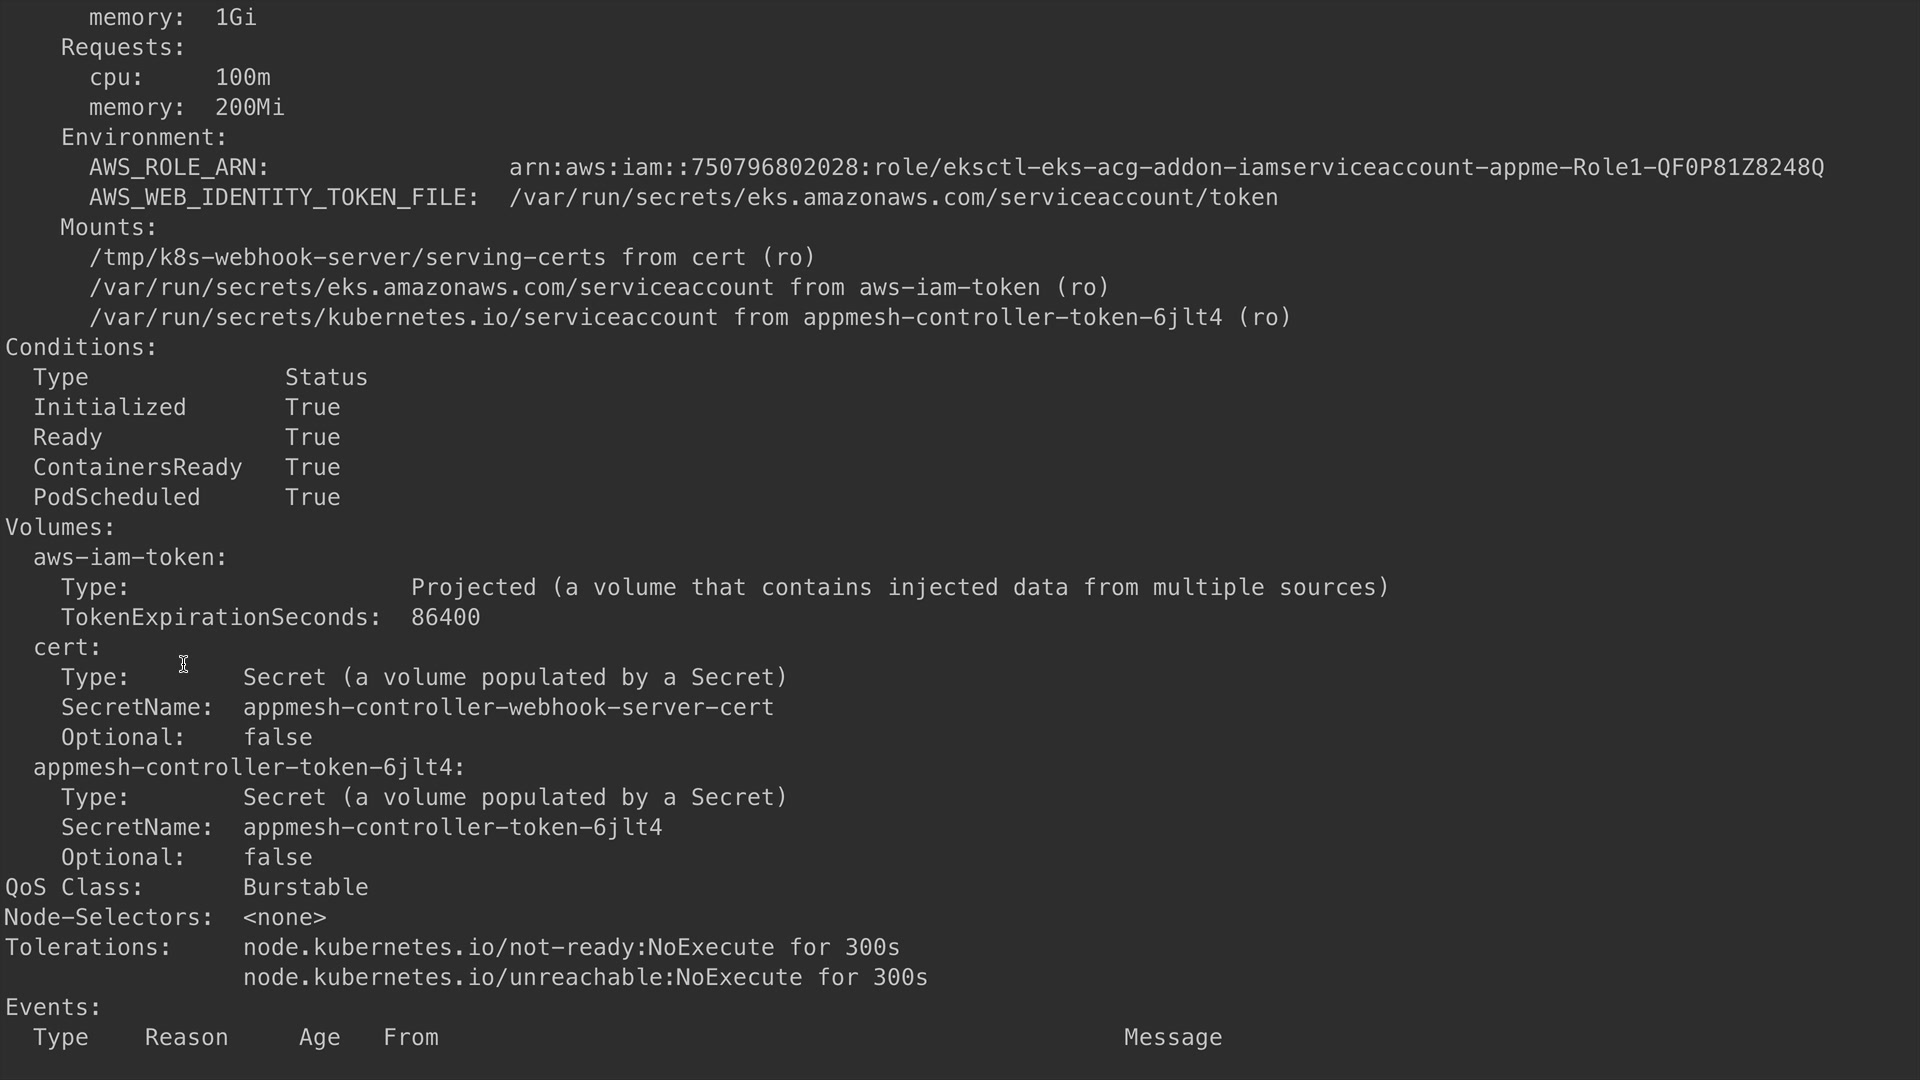 memory:  1Gi
Requests:
cpu:     100m
memory:  200Mi
Environment:
AWS_ROLE_ARN:                 arn:aws:iam::750796802028:role/eksctl-eks-acg-addon-iamserviceaccount-appme-Role1-QF0P81Z8248Q
AWS_WEB_IDENTITY_TOKEN_FILE:  /var/run/secrets/eks.amazonaws.com/serviceaccount/token
Mounts:
/tmp/k8s-webhook-server/serving-certs from cert (ro)
/var/run/secrets/eks.amazonaws.com/serviceaccount from aws-iam-token (ro)
/var/run/secrets/kubernetes.io/serviceaccount from appmesh-controller-token-6jlt4 (ro)
Conditions:
Type              Status
Initialized       True
Ready             True
ContainersReady   True
PodScheduled      True
Volumes:
aws-iam-token:
Type:                    Projected (a volume that contains injected data from multiple sources)
TokenExpirationSeconds:  86400
cert:
Type:        Secret (a volume populated by a Secret)
SecretName:  appmesh-controller-webhook-server-cert
Optional:    false
appmesh-controller-token-6jlt4:
Type:        Secret (a volume populated by a Secret)
SecretName:  appmesh-controller-token-6jlt4
Optional:    false
QoS Class:       Burstable
Node-Selectors:  <none>
Tolerations:     node.kubernetes.io/not-ready:NoExecute for 300s
node.kubernetes.io/unreachable:NoExecute for 300s
Events:
Type    Reason     Age   From                                                 Message